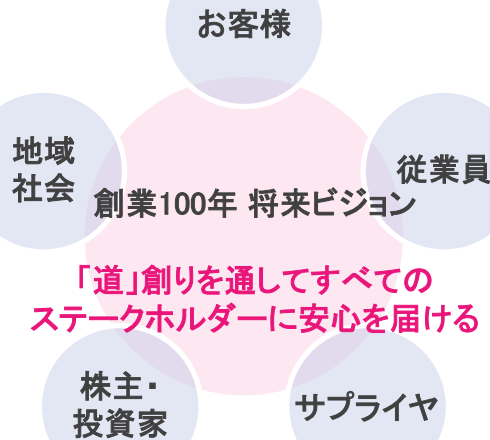 お客様
地域
社会
従業員
創業100年 将来ビジョン
「道」創りを通してすべての
ステークホルダーに安心を届ける
株主・
投資家
サプライヤ